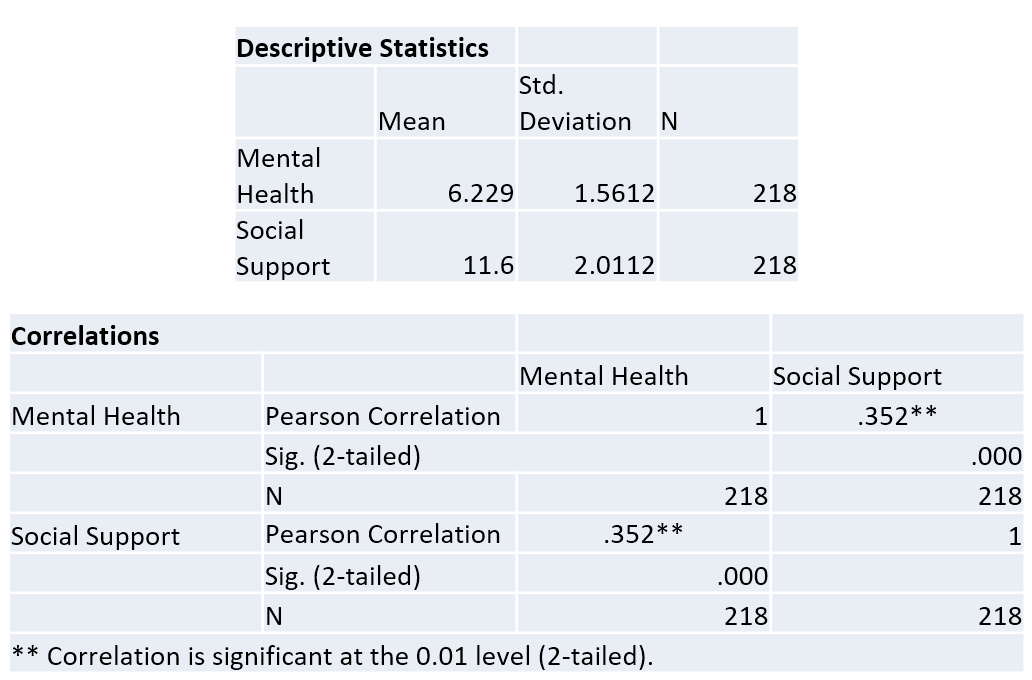 Descriptive Statistics
Std.
Mean Deviation N
Mental
Health 6.229 1.5612 218
Social
Support 11.6 2.0112 218
Correlations
Mental Health Social Support
Mental Health Pearson Correlation 1 .352**
Sig. (2-tailed) .000
N 218 218
Social Support Pearson Correlation .352** 1
Sig. (2-tailed) .000
N 218 218
** Correlation is significant at the 0.01 level (2-tailed).